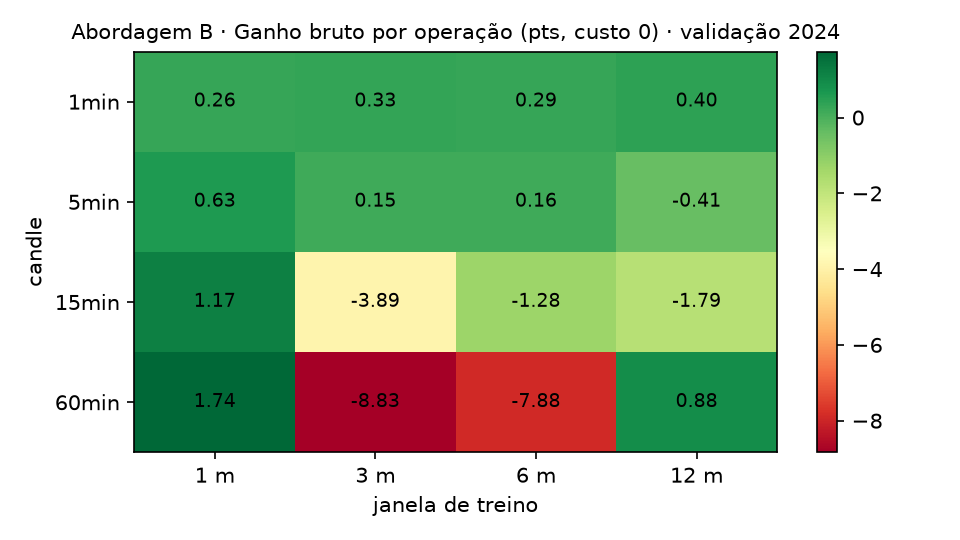 Abordagem B · Ganho bruto por operação (pts, custo 0) · validação 2024
candle
1min 0.26 0.33 0.29 0.40
5min 0.63 0.15 0.16 -0.41
15min 1.17 -3.89 -1.28 -1.79
60min 1.74 -8.83 -7.88 0.88
1 m 3 m 6 m 12 m
janela de treino
0
−2
−4
−6
−8